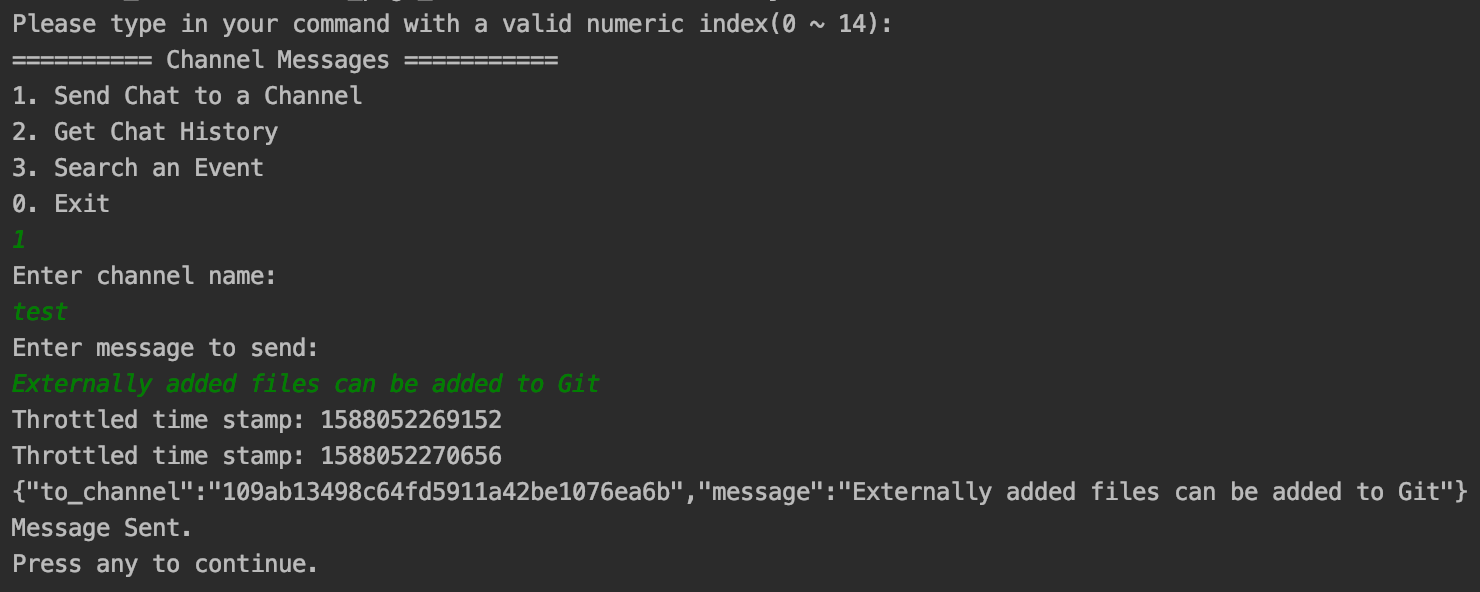 Please type in your command with a valid numeric index(0 ~ 14):
========== Channel Messages ===========
1. Send Chat to a Channel
2. Get Chat History
3. Search an Event
0. Exit
1
Enter channel name:
test
Enter message to send:
Externally added files can be added to Git
Throttled time stamp: 1588052269152
Throttled time stamp: 1588052270656
{"to_channel":"109ab13498c64fd5911a42be1076ea6b","message":"Externally added files can be added to Git"}
Message Sent.
Press any to continue.